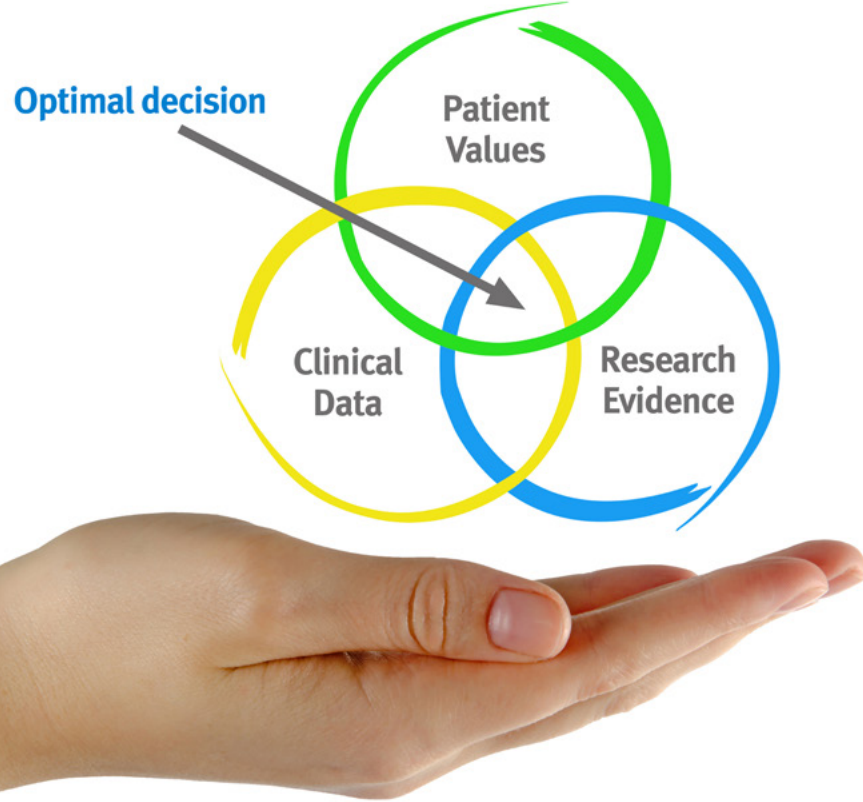 Optimal decision
Patient
Values
Clinical
Data
Research
Evidence